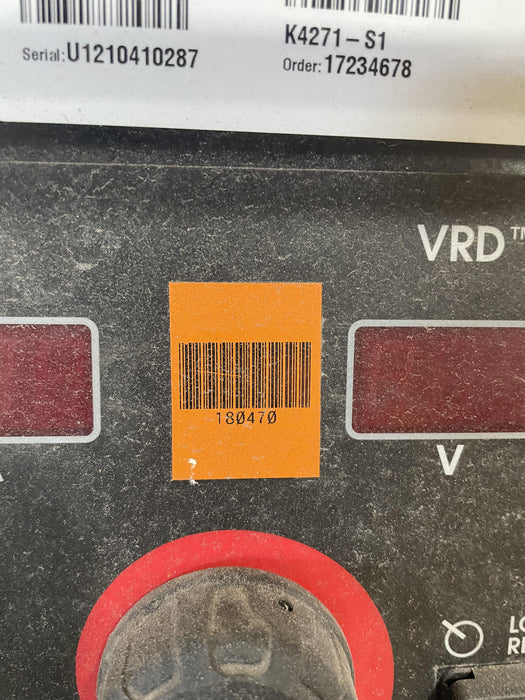 K4271-S1
Serial:U1210410287
Order:17234678
VRD™
180470
V